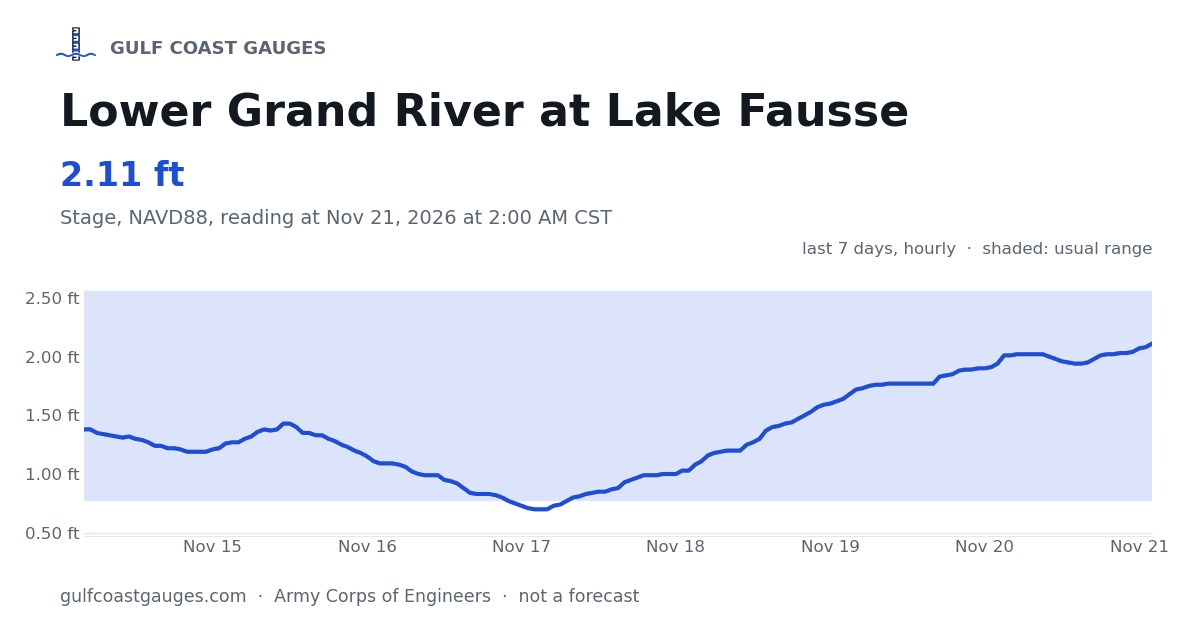 GULF COAST GAUGES
Lower Grand River at Lake Fausse
2.11 ft
Stage, NAVD88, reading at Nov 21, 2026 at 2:00 AM CST
last 7 days, hourly · shaded: usual range
2.50 ft
2.00 ft
1.50 ft
1.00 ft
0.50 ft
Nov 15 Nov 16 Nov 17 Nov 18 Nov 19 Nov 20 Nov 21
gulfcoastgauges.com · Army Corps of Engineers · not a forecast